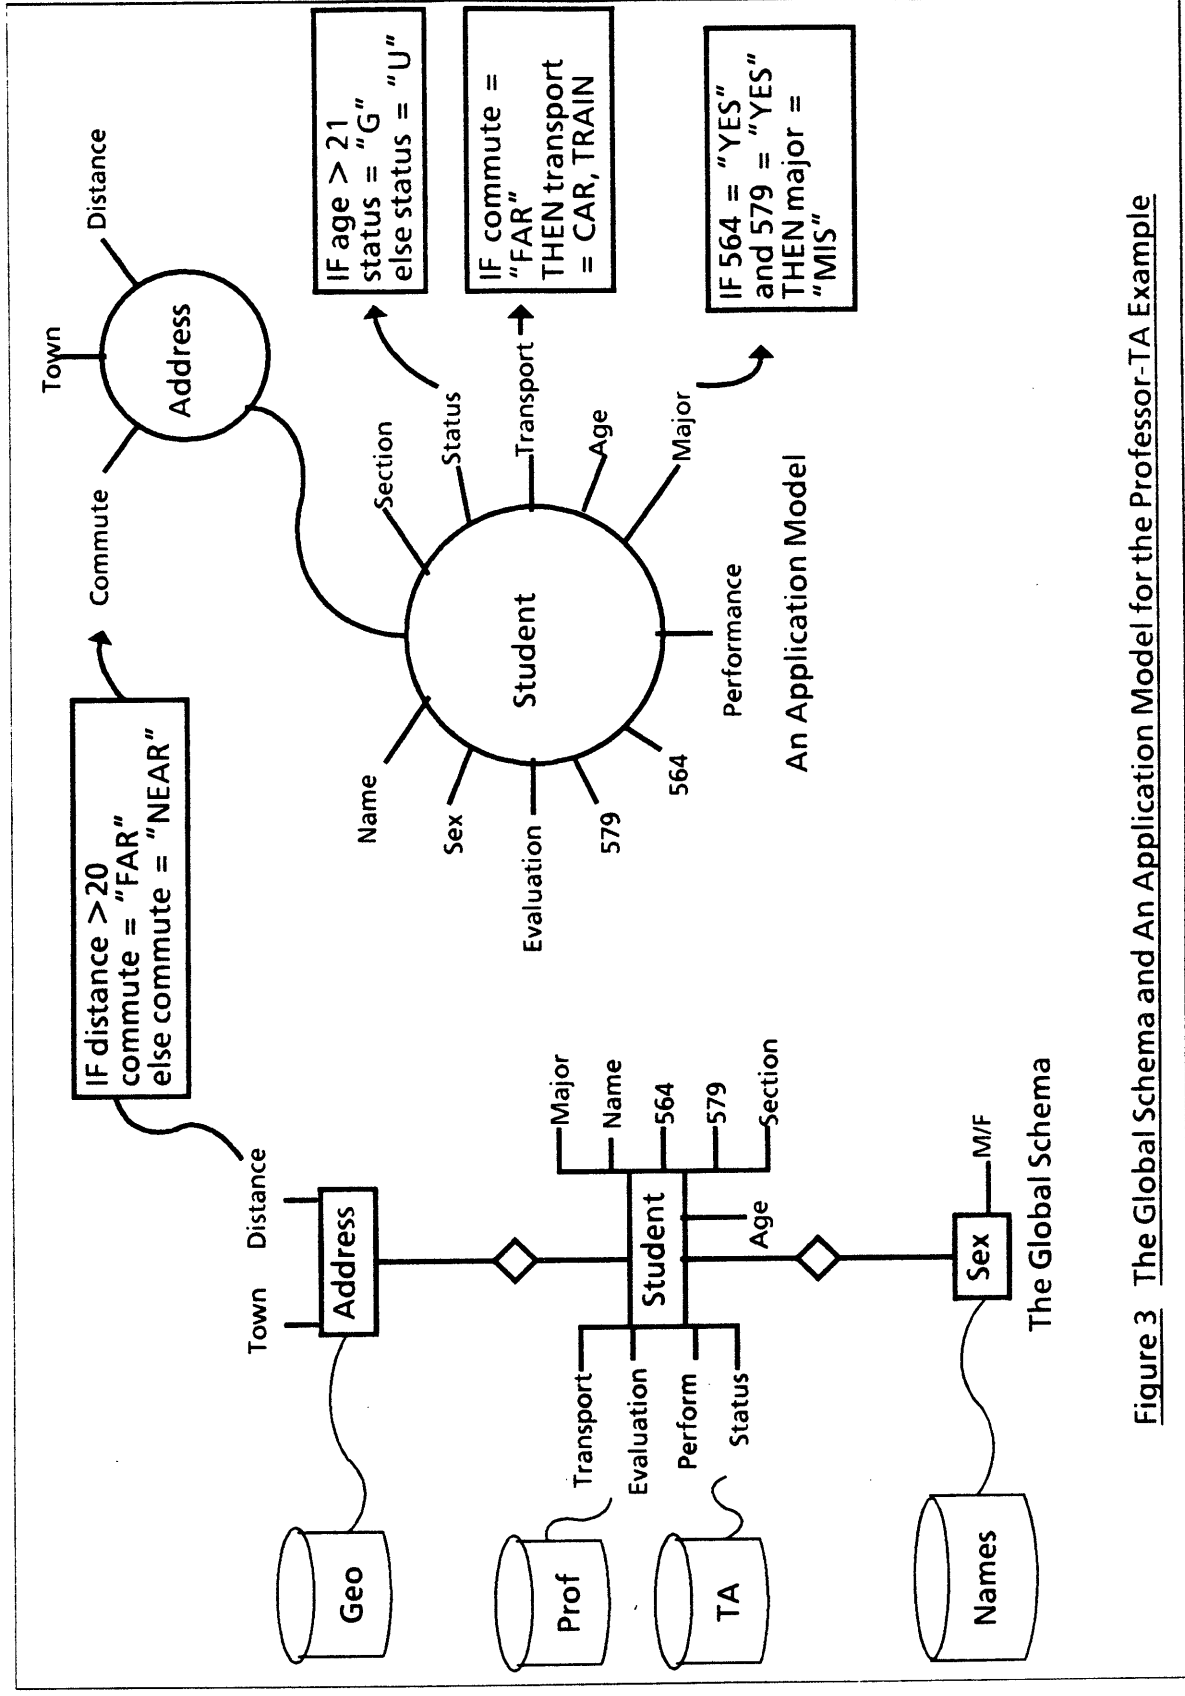 Geo
Prof
TA
Names
Town
Distance
Address
Transport
Evaluation
Perform
Status
Student
Age
Major
Name
564
579
Section
Sex
M/F
The Global Schema
IF distance >20
commute = "FAR"
else commute = "NEAR"
Commute
Town
Distance
Address
Name
Sex
Evaluation
579
564
Performance
Student
Section
Status
Transport
Age
Major
IF age > 21
status = "G"
else status = "U"
IF commute =
"FAR"
THEN transport
= CAR, TRAIN
IF 564 = "YES"
and 579 = "YES"
THEN major =
"MIS"
An Application Model
Figure 3 The Global Schema and An Application Model for the Professor-TA Example